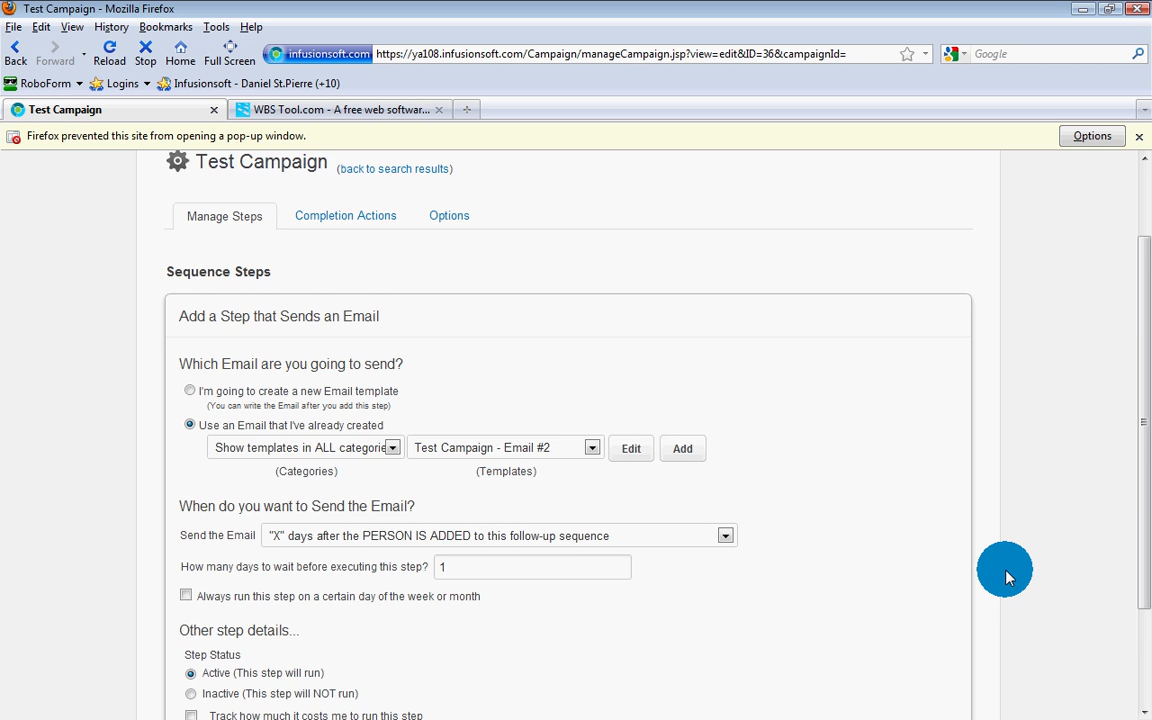 Test Campaign - Mozilla Firefox
File Edit View History Bookmarks Tools Help
Back Forward Reload Stop Home Full Screen infusionsoft.com https://ya108.infusionsoft.com/Campaign/manageCampaign.jsp?view=edit&ID=36&campaignId= Google
RoboForm Logins Infusionsoft - Daniel St.Pierre (+10)
Test Campaign WBS Tool.com - A free web softwar...
Firefox prevented this site from opening a pop-up window. Options
Test Campaign (back to search results)
Manage Steps Completion Actions Options
Sequence Steps
Add a Step that Sends an Email
Which Email are you going to send?
I'm going to create a new Email template
(You can write the Email after you add this step)
Use an Email that I've already created
Show templates in ALL categorie Test Campaign - Email #2 Edit Add
(Categories) (Templates)
When do you want to Send the Email?
Send the Email "X" days after the PERSON IS ADDED to this follow-up sequence
How many days to wait before executing this step? 1
Always run this step on a certain day of the week or month
Other step details...
Step Status
Active (This step will run)
Inactive (This step will NOT run)
Track how much it costs me to run this step